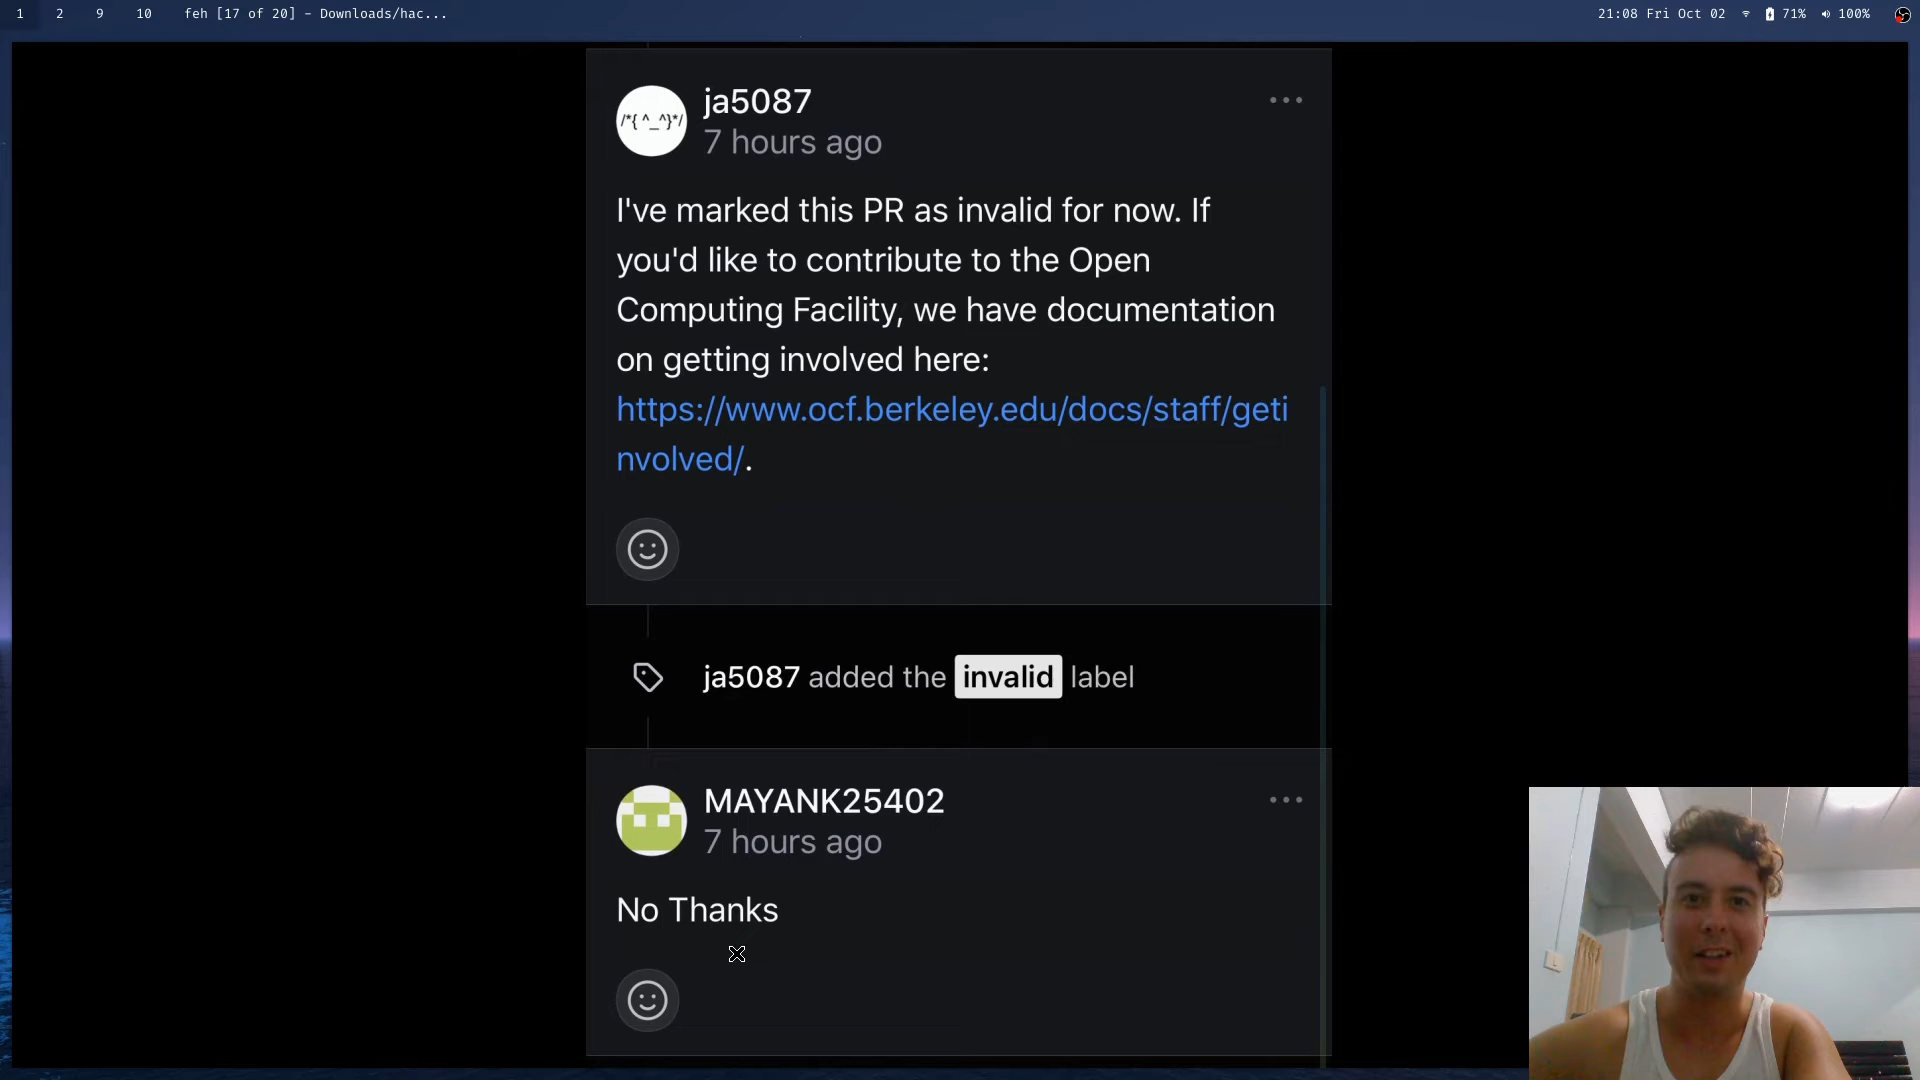 1 2 9 10 feh [17 of 20] - Downloads/hac... 21:08 Fri Oct 02 71% 100%
/*{ ^_^}*/
ja5087
7 hours ago
I've marked this PR as invalid for now. If
you'd like to contribute to the Open
Computing Facility, we have documentation
on getting involved here:
https://www.ocf.berkeley.edu/docs/staff/geti
nvolved/.
ja5087 added the invalid label
MAYANK25402
7 hours ago
No Thanks